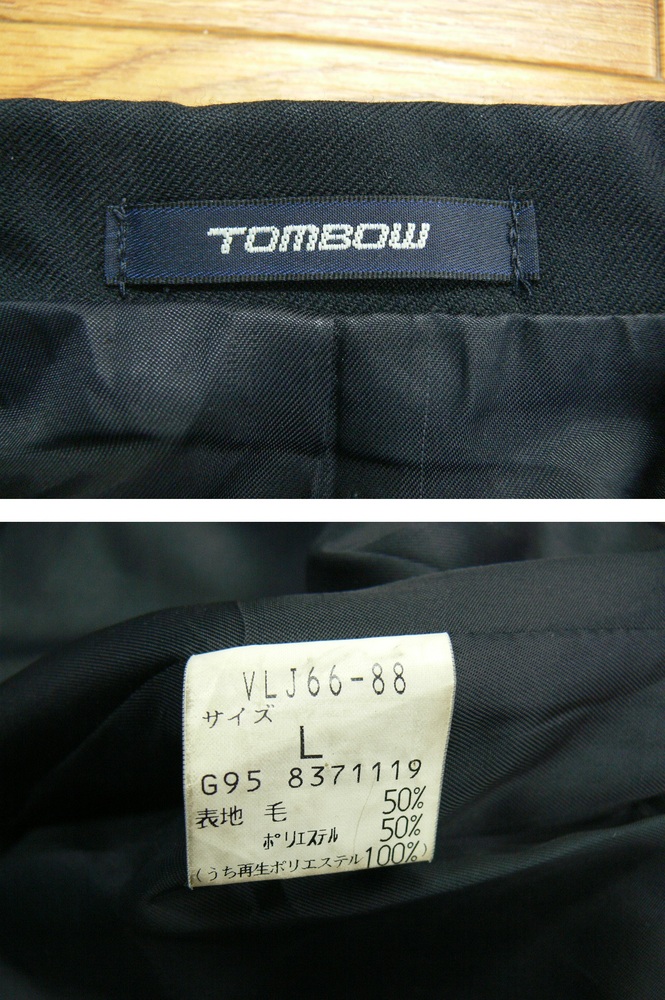 TOMBOW
VLJ66-88
サイズ
L
G95 8371119
表地 毛 50%
ポリエステル 50%
(うち再生ポリエステル100%)